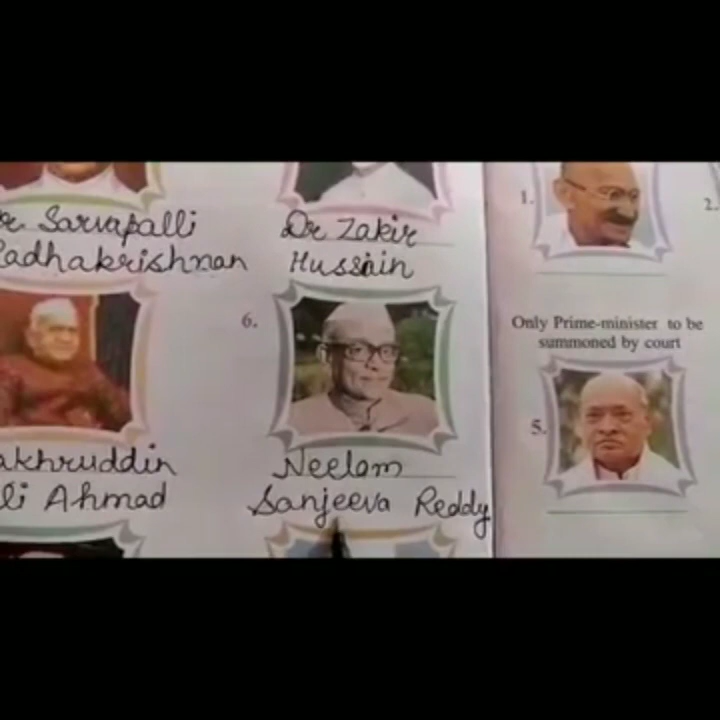 Sarvapalli
Radhakrishnan
Dr Zakir
Hussain
6.
Ali Ahmad
Neelam
Sanjeeva Reddy
1.
2.
Only Prime-minister to be
summoned by court
5.